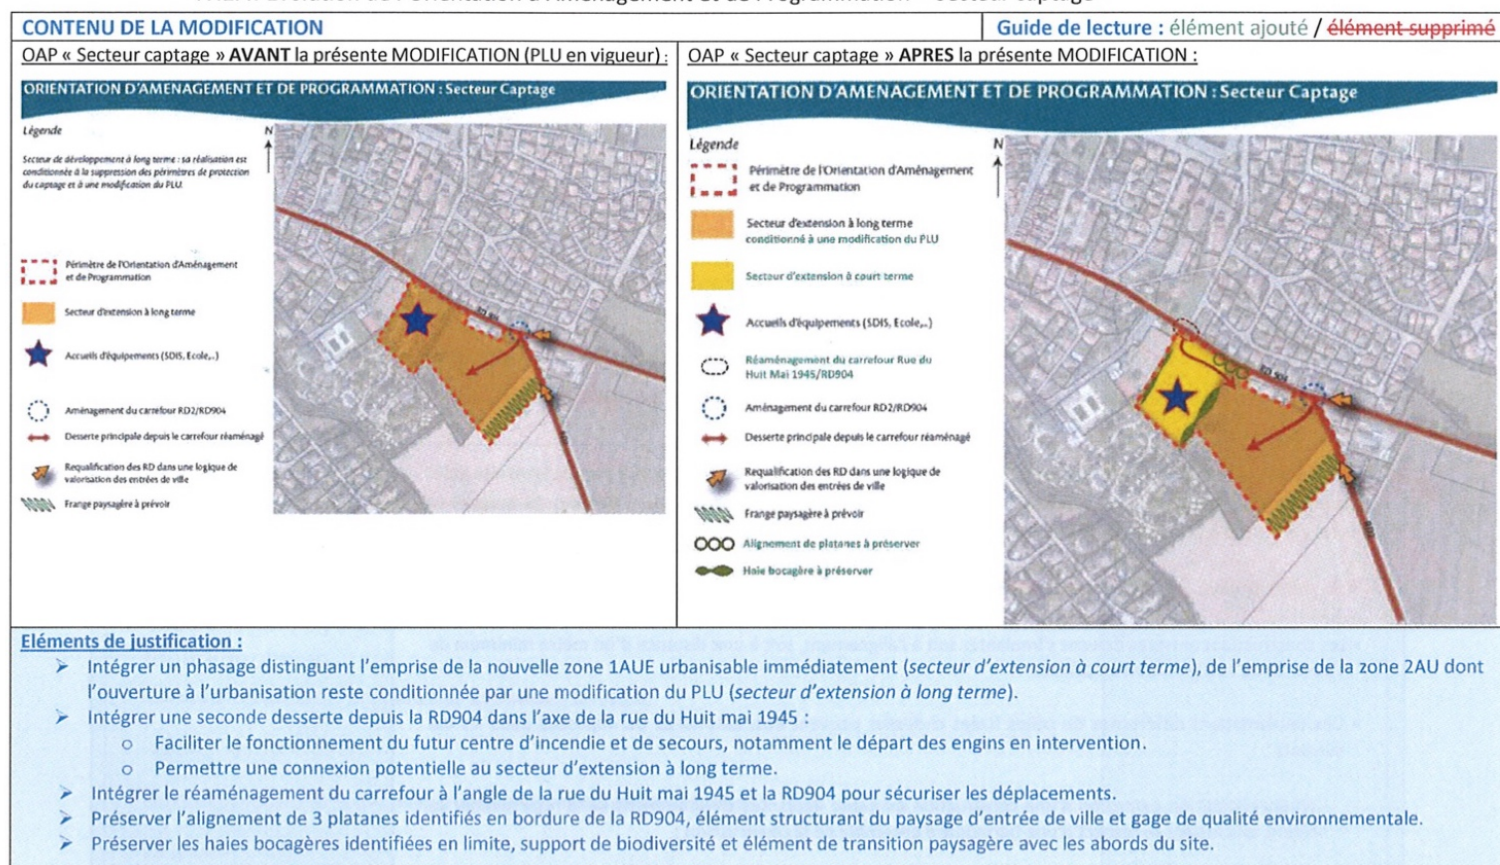 CONTENU DE LA MODIFICATION
Guide de lecture : élément ajouté / élément supprimé
OAP « Secteur captage » AVANT la présente MODIFICATION (PLU en vigueur) :
ORIENTATION D'AMENAGEMENT ET DE PROGRAMMATION : Secteur Captage
Légende
N
Secteur de développement à long terme : sa réalisation est
conditionnée à la suppression des périmètres de protection
du captage et à une modification du PLU.
Périmètre de l'Orientation d'Aménagement
et de Programmation
Secteur d'extension à long terme
Accueils d'équipements (SDIS, Ecole,..)
Aménagement du carrefour RD2/RD904
Desserte principale depuis le carrefour réaménagé
Requalification des RD dans une logique de
valorisation des entrées de ville
Frange paysagère à prévoir
RD 904
OAP « Secteur captage » APRES la présente MODIFICATION :
ORIENTATION D'AMENAGEMENT ET DE PROGRAMMATION : Secteur Captage
Légende
N
Périmètre de l'Orientation d'Aménagement
et de Programmation
Secteur d'extension à long terme
conditionné à une modification du PLU
Secteur d'extension à court terme
Accueils d'équipements (SDIS, Ecole,..)
Réaménagement du carrefour Rue du
Huit Mai 1945/RD904
Aménagement du carrefour RD2/RD904
Desserte principale depuis le carrefour réaménagé
Requalification des RD dans une logique de
valorisation des entrées de ville
Frange paysagère à prévoir
Alignement de platanes à préserver
Haie bocagère à préserver
RD 904
Eléments de justification :
➢ Intégrer un phasage distinguant l'emprise de la nouvelle zone 1AUE urbanisable immédiatement (secteur d'extension à court terme), de l'emprise de la zone 2AU dont
l'ouverture à l'urbanisation reste conditionnée par une modification du PLU (secteur d'extension à long terme).
➢ Intégrer une seconde desserte depuis la RD904 dans l'axe de la rue du Huit mai 1945 :
o Faciliter le fonctionnement du futur centre d'incendie et de secours, notamment le départ des engins en intervention.
o Permettre une connexion potentielle au secteur d'extension à long terme.
➢ Intégrer le réaménagement du carrefour à l'angle de la rue du Huit mai 1945 et la RD904 pour sécuriser les déplacements.
➢ Préserver l'alignement de 3 platanes identifiés en bordure de la RD904, élément structurant du paysage d'entrée de ville et gage de qualité environnementale.
➢ Préserver les haies bocagères identifiées en limite, support de biodiversité et élément de transition paysagère avec les abords du site.